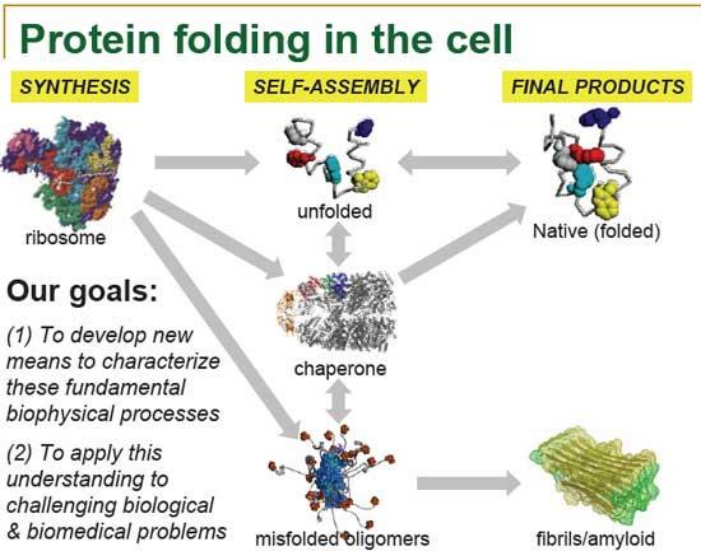 Protein folding in the cell
SYNTHESIS
SELF-ASSEMBLY
FINAL PRODUCTS
ribosome
unfolded
Native (folded)
chaperone
misfolded oligomers
fibrils/amyloid
Our goals:
(1) To develop new
means to characterize
these fundamental
biophysical processes
(2) To apply this
understanding to
challenging biological
& biomedical problems